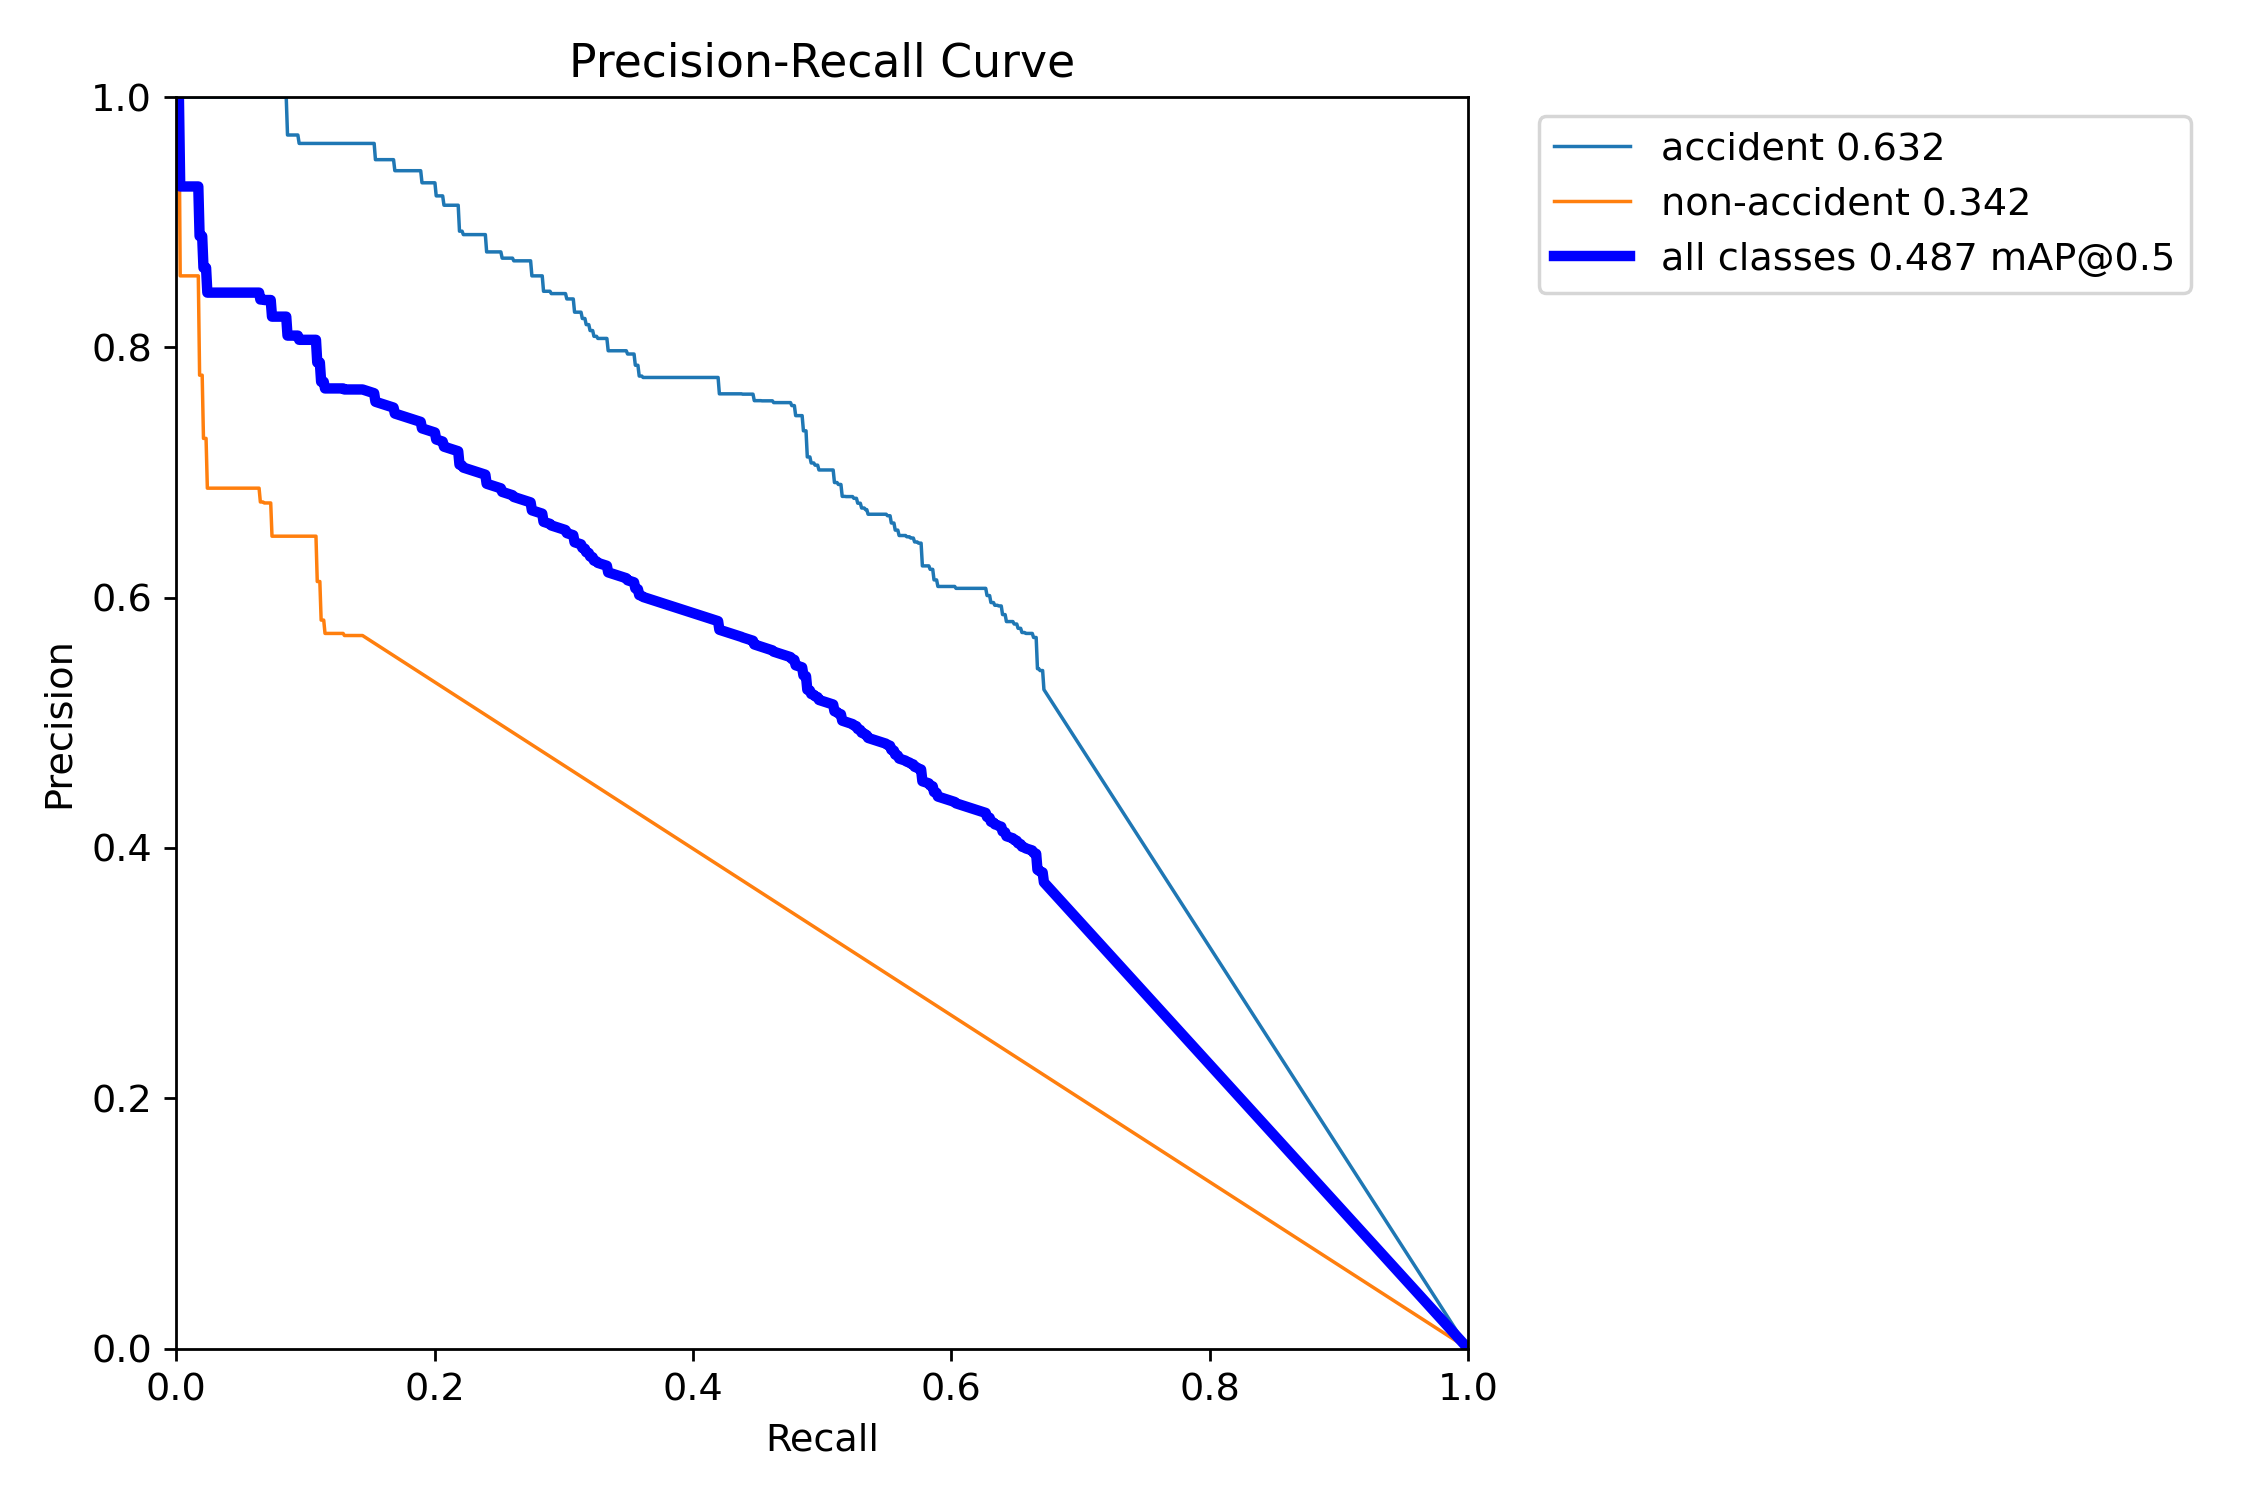 Precision-Recall Curve
accident 0.632
non-accident 0.342
all classes 0.487 mAP@0.5
Precision
1.0
0.8
0.6
0.4
0.2
0.0
0.0 0.2 0.4 0.6 0.8 1.0
Recall